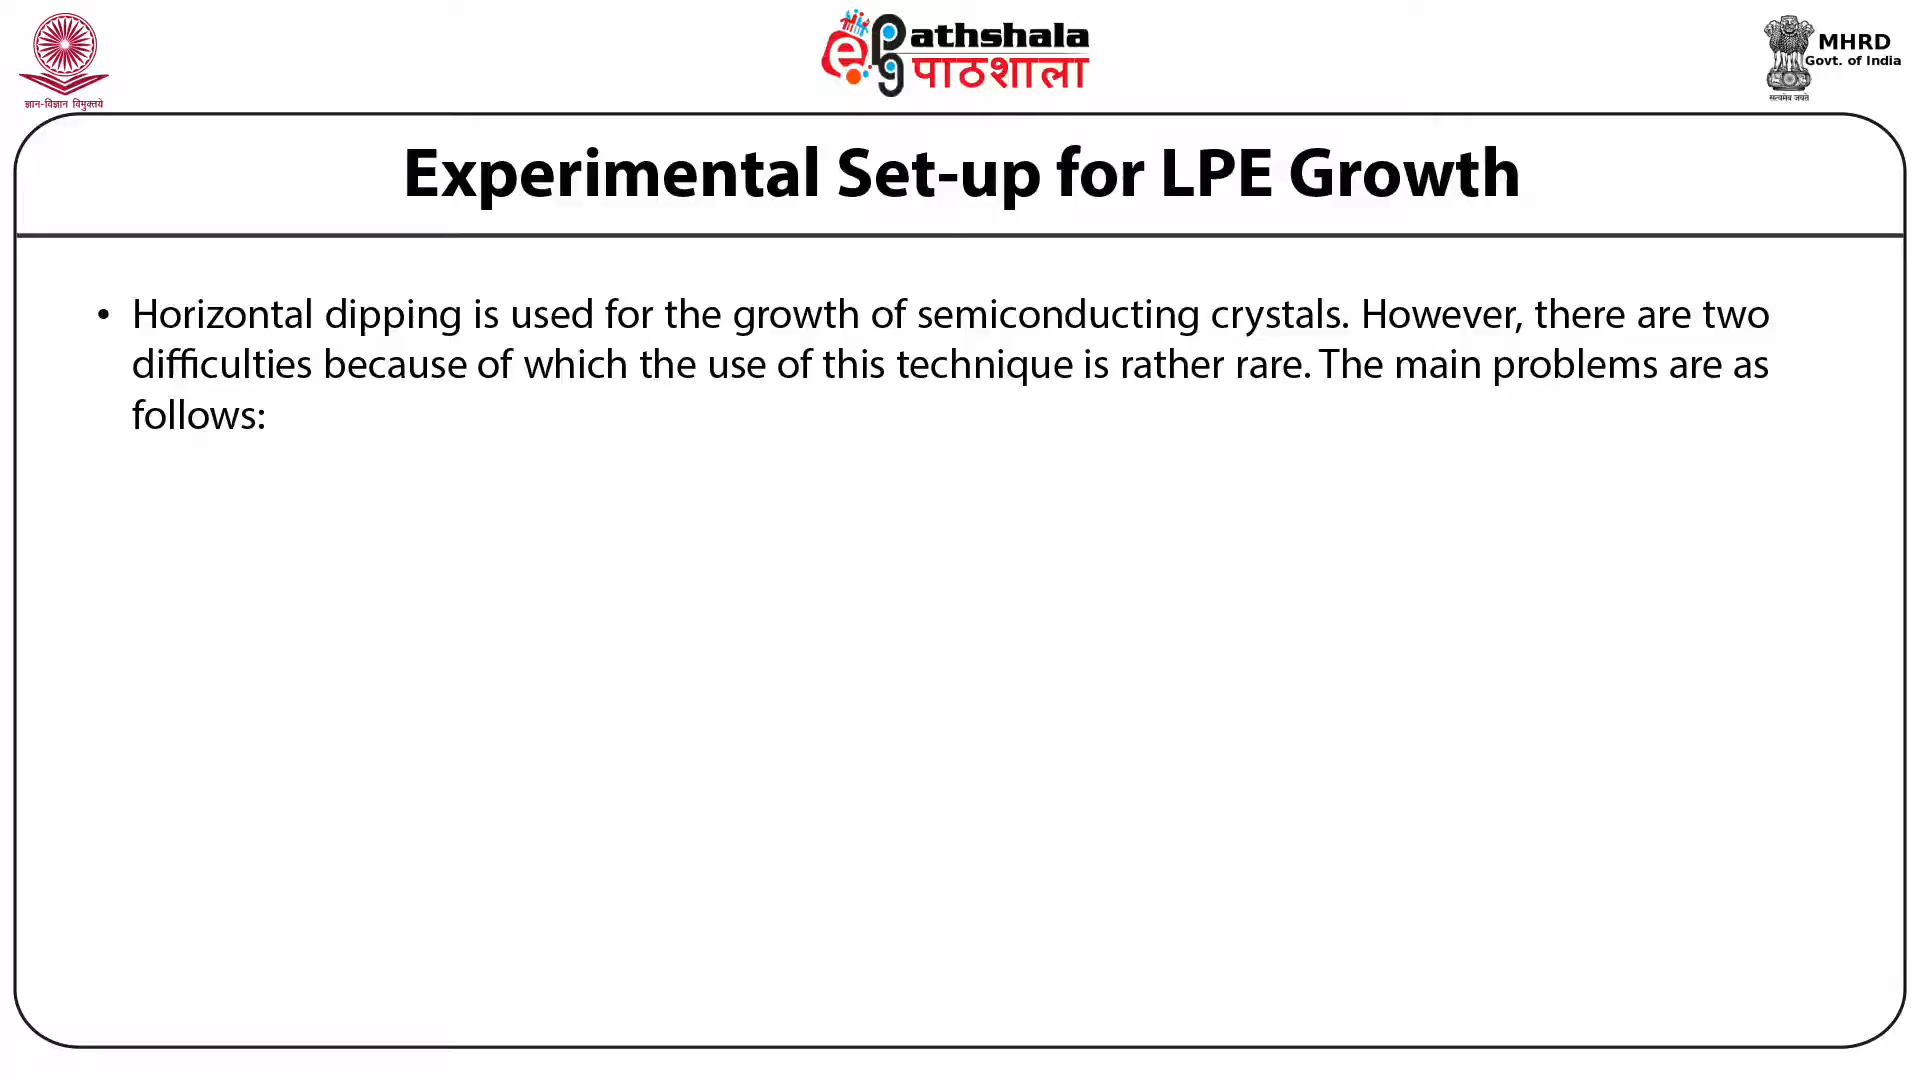 ज्ञान-विज्ञान विमुक्तये
epg
athshala
पाठशाला
MHRD
Govt. of India
सत्यमेव जयते
Experimental Set-up for LPE Growth
• Horizontal dipping is used for the growth of semiconducting crystals. However, there are two
difficulties because of which the use of this technique is rather rare. The main problems are as
follows: